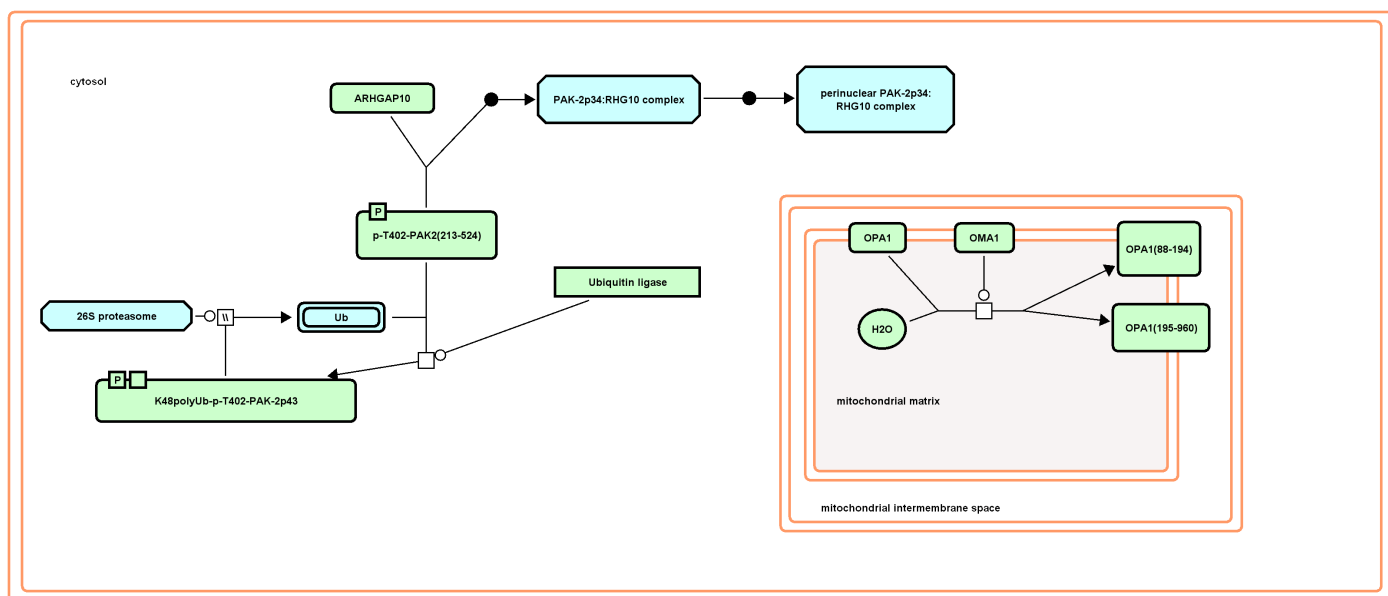 cytosol
ARHGAP10
PAK-2p34:RHG10 complex
perinuclear PAK-2p34:
RHG10 complex
P
p-T402-PAK2(213-524)
OPA1
OMA1
OPA1(88-194)
Ubiquitin ligase
26S proteasome
\\
Ub
H2O
OPA1(195-960)
P
K48polyUb-p-T402-PAK-2p43
mitochondrial matrix
mitochondrial intermembrane space